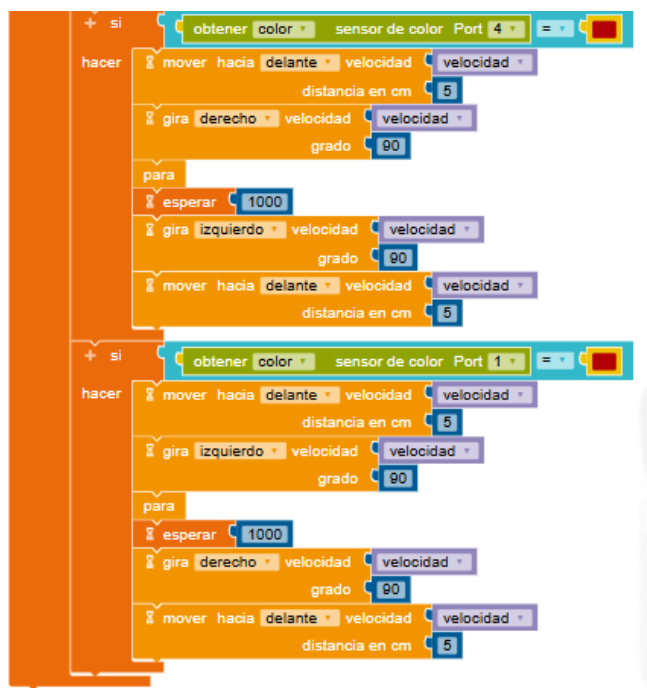 + si obtener color sensor de color Port 4 =
hacer mover hacia delante velocidad velocidad
distancia en cm 5
gira derecho velocidad velocidad
grado 90
para
esperar 1000
gira izquierdo velocidad velocidad
grado 90
mover hacia delante velocidad velocidad
distancia en cm 5
+ si obtener color sensor de color Port 1 =
hacer mover hacia delante velocidad velocidad
distancia en cm 5
gira izquierdo velocidad velocidad
grado 90
para
esperar 1000
gira derecho velocidad velocidad
grado 90
mover hacia delante velocidad velocidad
distancia en cm 5